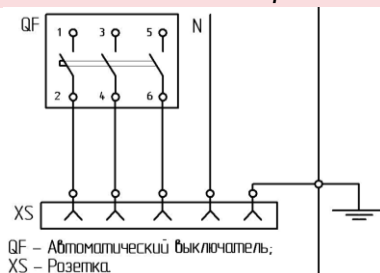 QF
1 3 5 N
2 4 6
XS
QF – Автоматический выключатель;
XS – Розетка.